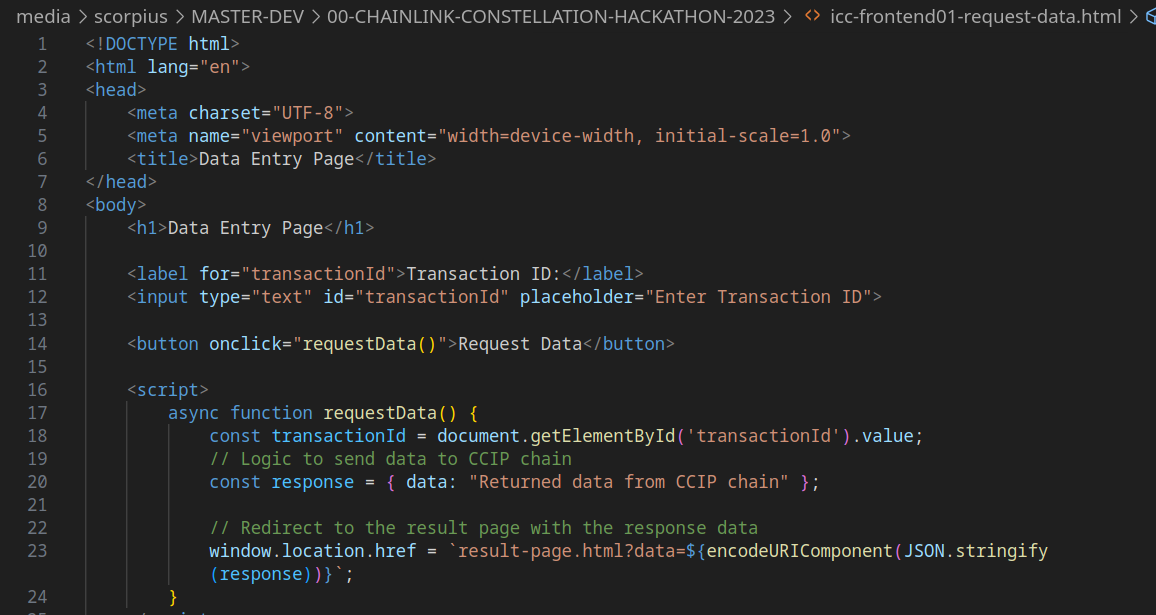 media > scorpius > MASTER-DEV > 00-CHAINLINK-CONSTELLATION-HACKATHON-2023 > <> icc-frontend01-request-data.html >
1 <!DOCTYPE html>
2 <html lang="en">
3 <head>
4 <meta charset="UTF-8">
5 <meta name="viewport" content="width=device-width, initial-scale=1.0">
6 <title>Data Entry Page</title>
7 </head>
8 <body>
9 <h1>Data Entry Page</h1>
10
11 <label for="transactionId">Transaction ID:</label>
12 <input type="text" id="transactionId" placeholder="Enter Transaction ID">
13
14 <button onclick="requestData()">Request Data</button>
15
16 <script>
17 async function requestData() {
18 const transactionId = document.getElementById('transactionId').value;
19 // Logic to send data to CCIP chain
20 const response = { data: "Returned data from CCIP chain" };
21
22 // Redirect to the result page with the response data
23 window.location.href = `result-page.html?data=${encodeURIComponent(JSON.stringify
(response))}`;
24 }